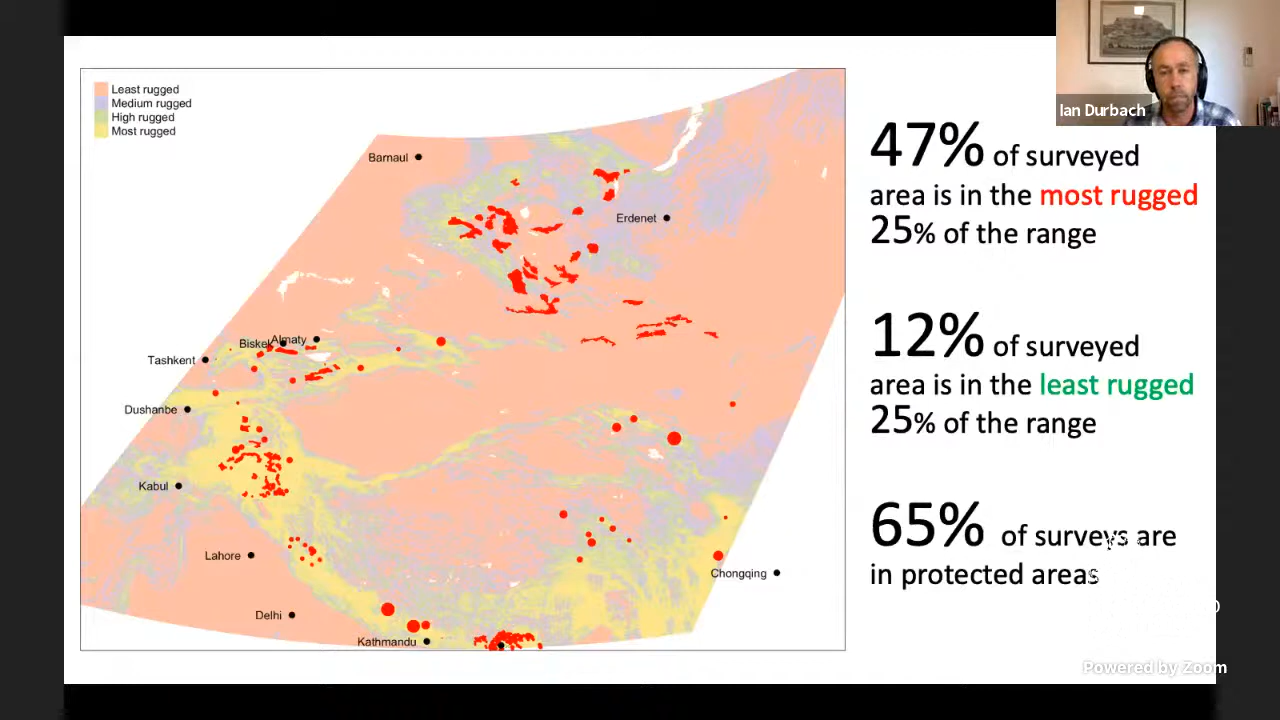 Least rugged
Medium rugged
High rugged
Most rugged
Barnaul
Erdenet
Almaty
Tashkent
Dushanbe
Kabul
Lahore
Chongqing
Delhi
Kathmandu
Ian Durbach
47% of surveyed
area is in the most rugged
25% of the range
12% of surveyed
area is in the least rugged
25% of the range
65% of surveys are
in protected areas
Powered by Zoom